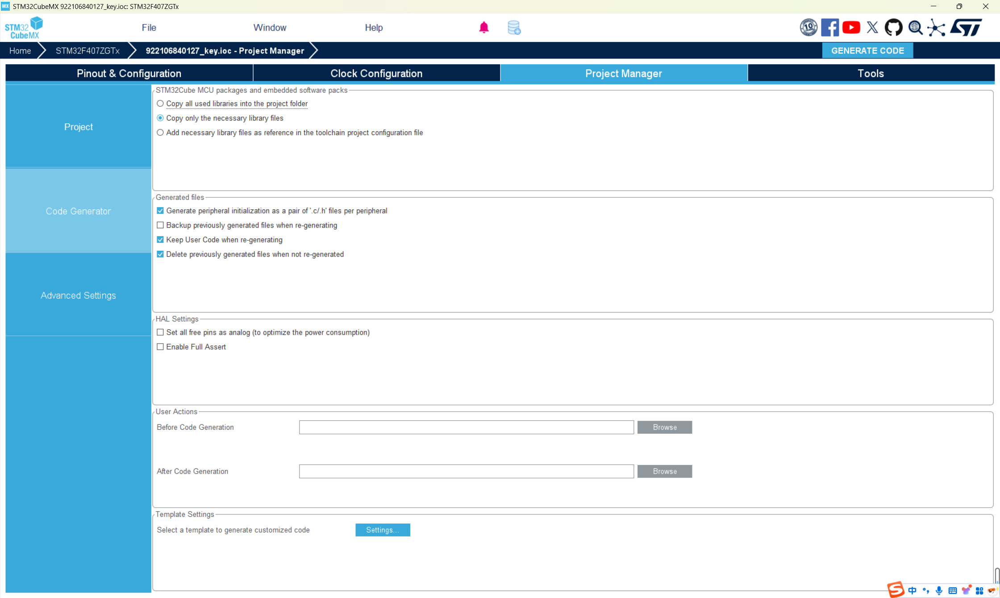 MX STM32CubeMX 922106840127_key.ioc: STM32F407ZGTx
STM32
CubeMX
File
Window
Help
10
Home
STM32F407ZGTx
922106840127_key.ioc - Project Manager
GENERATE CODE
Pinout & Configuration
Clock Configuration
Project Manager
Tools
Project
Code Generator
Advanced Settings
STM32Cube MCU packages and embedded software packs
Copy all used libraries into the project folder
Copy only the necessary library files
Add necessary library files as reference in the toolchain project configuration file
Generated files
Generate peripheral initialization as a pair of '.c/.h' files per peripheral
Backup previously generated files when re-generating
Keep User Code when re-generating
Delete previously generated files when not re-generated
HAL Settings
Set all free pins as analog (to optimize the power consumption)
Enable Full Assert
User Actions
Before Code Generation
Browse
After Code Generation
Browse
Template Settings
Select a template to generate customized code
Settings...
中